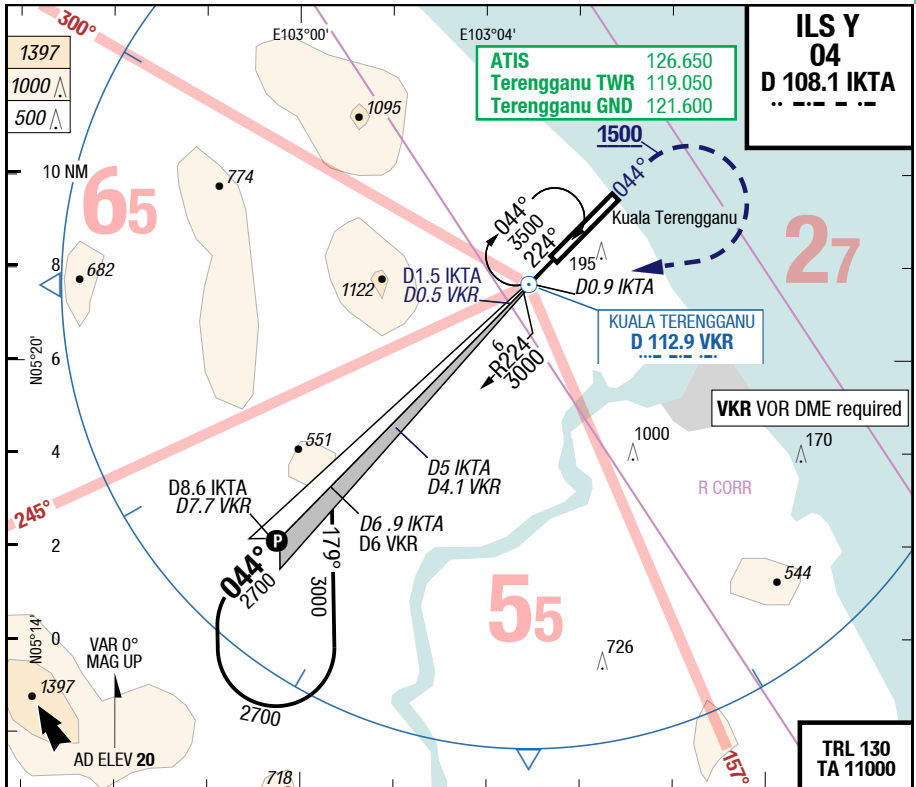 300°
E103°00'
E103°04'
ILS Y
04
D 108.1 IKTA
1397
1000
500
ATIS 126.650
Terengganu TWR 119.050
Terengganu GND 121.600
1095
1500
10 NM
774
65
044°
044°
3500
224°
Kuala Terengganu
27
195
8
682
1122
D1.5 IKTA
D0.5 VKR
D0.9 IKTA
KUALA TERENGGANU
D 112.9 VKR
N05°20'
6
6
R224
3000
VKR VOR DME required
4
551
1000
170
D5 IKTA
D4.1 VKR
R CORR
D8.6 IKTA
D7.7 VKR
245°
D6 .9 IKTA
D6 VKR
2
044°
2700
179°
3000
55
544
N05°14'
0
VAR 0°
MAG UP
726
1397
2700
AD ELEV 20
718
157°
TRL 130
TA 11000